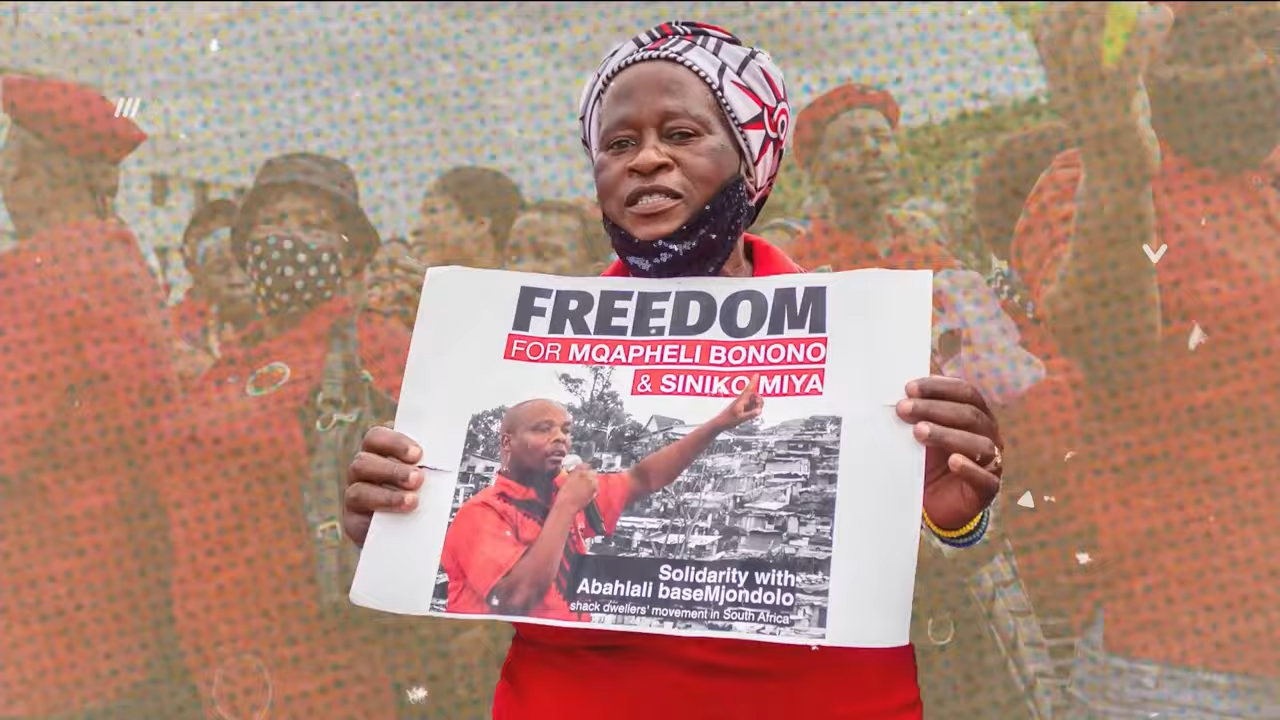 FREEDOM
FOR MQAPHELI BONONO
& SINIKO MIYA
Solidarity with
Abahlali baseMjondolo
shack dwellers' movement in South Africa